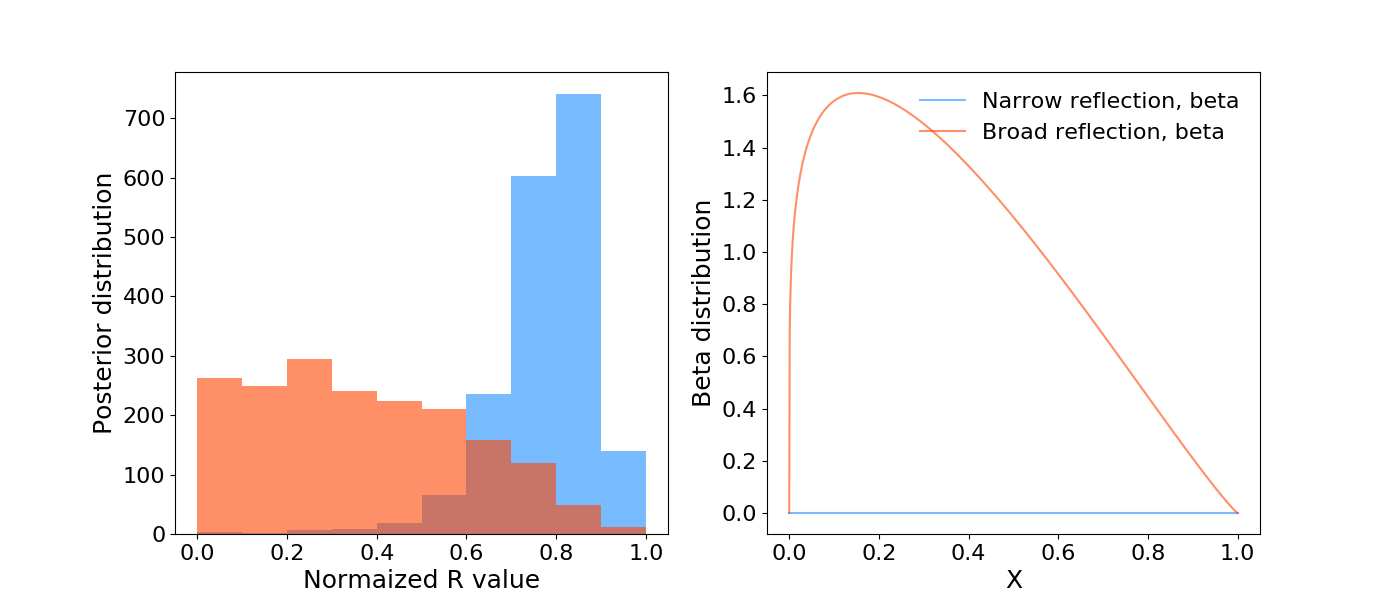 Posterior distribution
700
600
500
400
300
200
100
0
0.0 0.2 0.4 0.6 0.8 1.0
Normaized R value
Beta distribution
1.6
1.4
1.2
1.0
0.8
0.6
0.4
0.2
0.0
Narrow reflection, beta
Broad reflection, beta
0.0 0.2 0.4 0.6 0.8 1.0
X